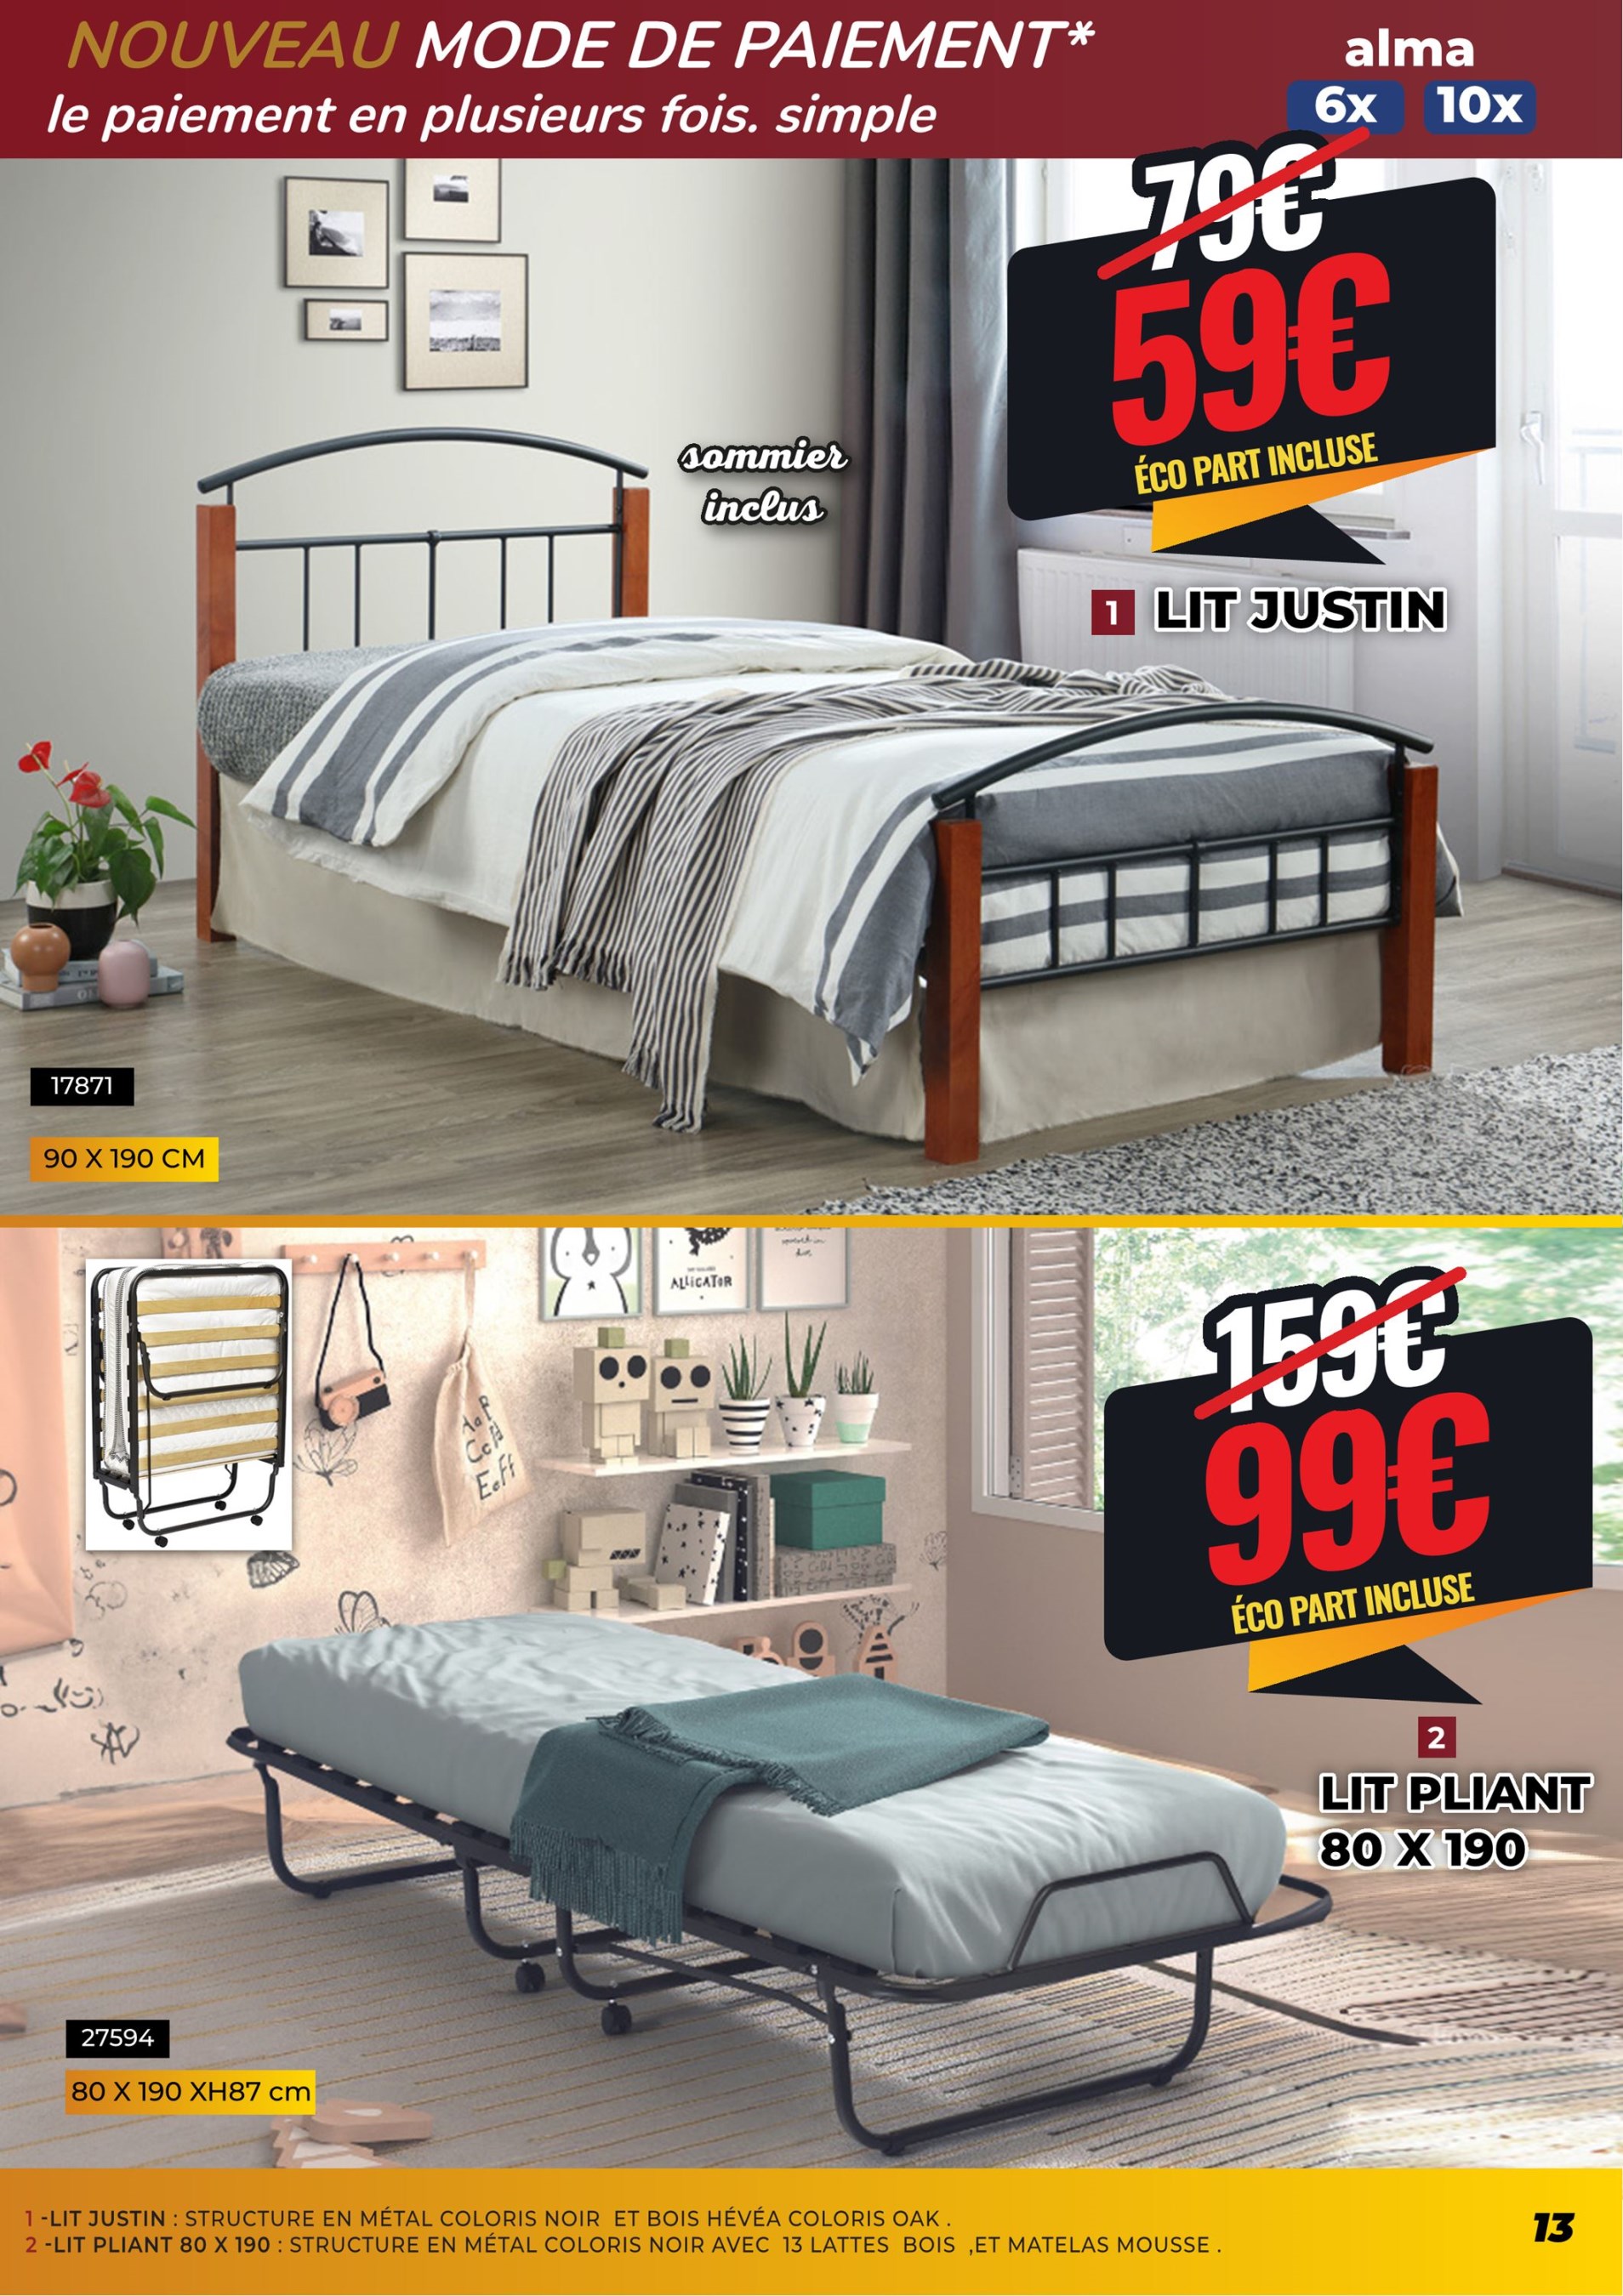 NOUVEAU MODE DE PAIEMENT*
le paiement en plusieurs fois. simple
alma
6x 10x
79€
59€
ÉCO PART INCLUSE
sommier
inclus
1 LIT JUSTIN
17871
90 X 190 CM
ALLiGATOR
159€
99€
ÉCO PART INCLUSE
2
LIT PLIANT
80 X 190
27594
80 X 190 XH87 cm
1 -LIT JUSTIN : STRUCTURE EN MÉTAL COLORIS NOIR ET BOIS HÉVÉA COLORIS OAK .
2 -LIT PLIANT 80 X 190 : STRUCTURE EN MÉTAL COLORIS NOIR AVEC 13 LATTES BOIS ,ET MATELAS MOUSSE .
13